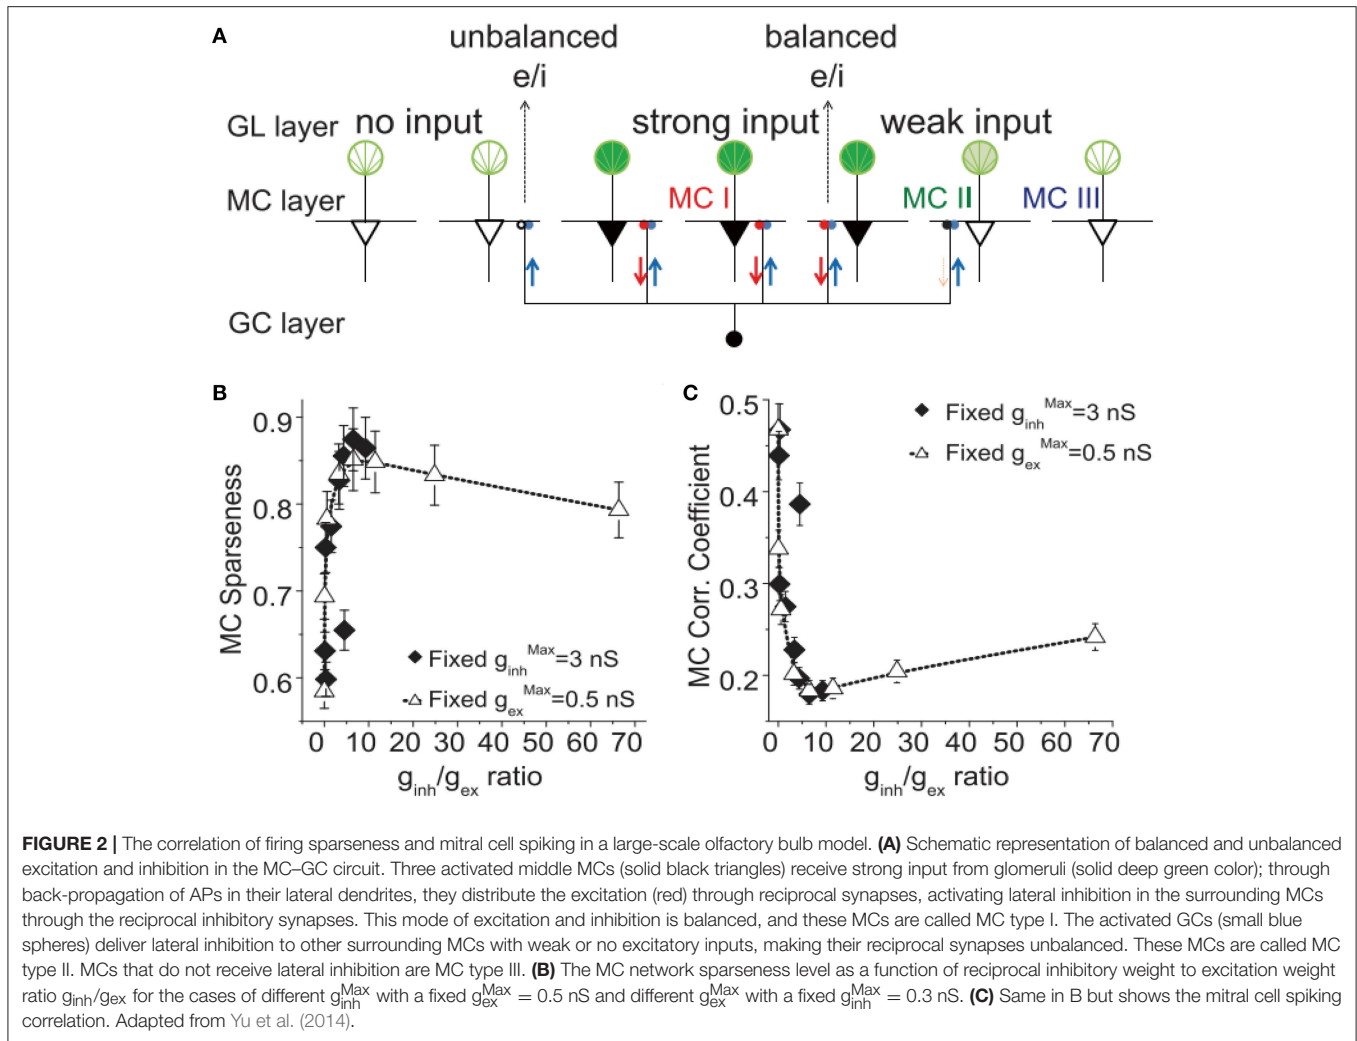 A
unbalanced
e/i
balanced
e/i
GL layer
no input
strong input
weak input
MC layer
MC I
MC II
MC III
GC layer
B
MC Sparseness
0.9
0.8
0.7
0.6
0 10 20 30 40 50 60 70
g_inh/g_ex ratio
Fixed g_inh^Max=3 nS
Fixed g_ex^Max=0.5 nS
C
MC Corr. Coefficient
0.5
0.4
0.3
0.2
0 10 20 30 40 50 60 70
g_inh/g_ex ratio
Fixed g_inh^Max=3 nS
Fixed g_ex^Max=0.5 nS
FIGURE 2 | The correlation of firing sparseness and mitral cell spiking in a large-scale olfactory bulb model. (A) Schematic representation of balanced and unbalanced
excitation and inhibition in the MC–GC circuit. Three activated middle MCs (solid black triangles) receive strong input from glomeruli (solid deep green color); through
back-propagation of APs in their lateral dendrites, they distribute the excitation (red) through reciprocal synapses, activating lateral inhibition in the surrounding MCs
through the reciprocal inhibitory synapses. This mode of excitation and inhibition is balanced, and these MCs are called MC type I. The activated GCs (small blue
spheres) deliver lateral inhibition to other surrounding MCs with weak or no excitatory inputs, making their reciprocal synapses unbalanced. These MCs are called MC
type II. MCs that do not receive lateral inhibition are MC type III. (B) The MC network sparseness level as a function of reciprocal inhibitory weight to excitation weight
ratio g_inh/g_ex for the cases of different g_inh^Max with a fixed g_ex^Max = 0.5 nS and different g_ex^Max with a fixed g_inh^Max = 0.3 nS. (C) Same in B but shows the mitral cell spiking
correlation. Adapted from Yu et al. (2014).